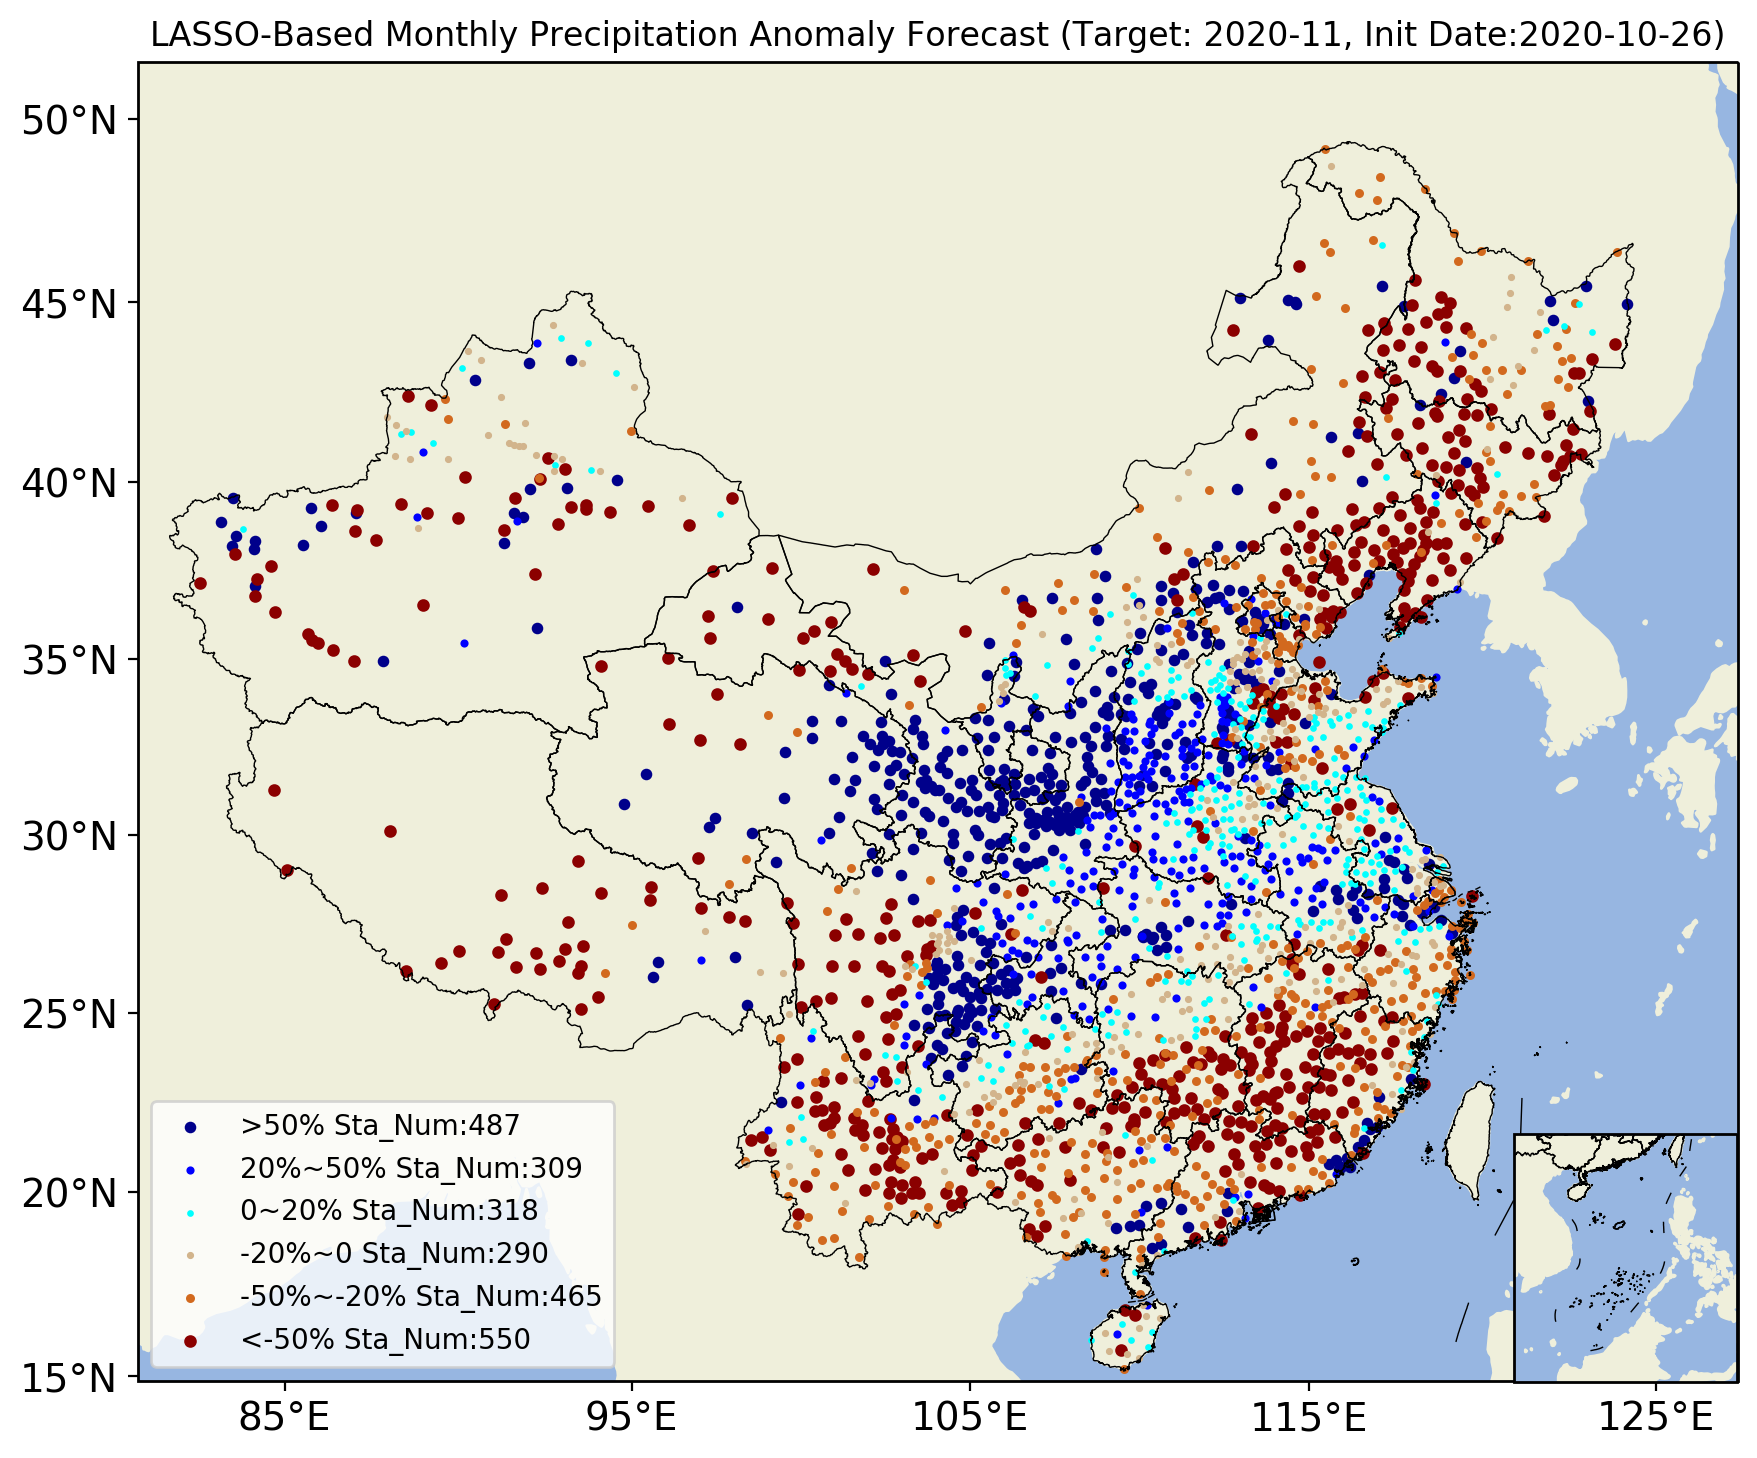 LASSO-Based Monthly Precipitation Anomaly Forecast (Target: 2020-11, Init Date:2020-10-26)
50°N
45°N
40°N
35°N
30°N
25°N
20°N
15°N
>50% Sta_Num:487
20%~50% Sta_Num:309
0~20% Sta_Num:318
-20%~0 Sta_Num:290
-50%~-20% Sta_Num:465
<-50% Sta_Num:550
85°E
95°E
105°E
115°E
125°E